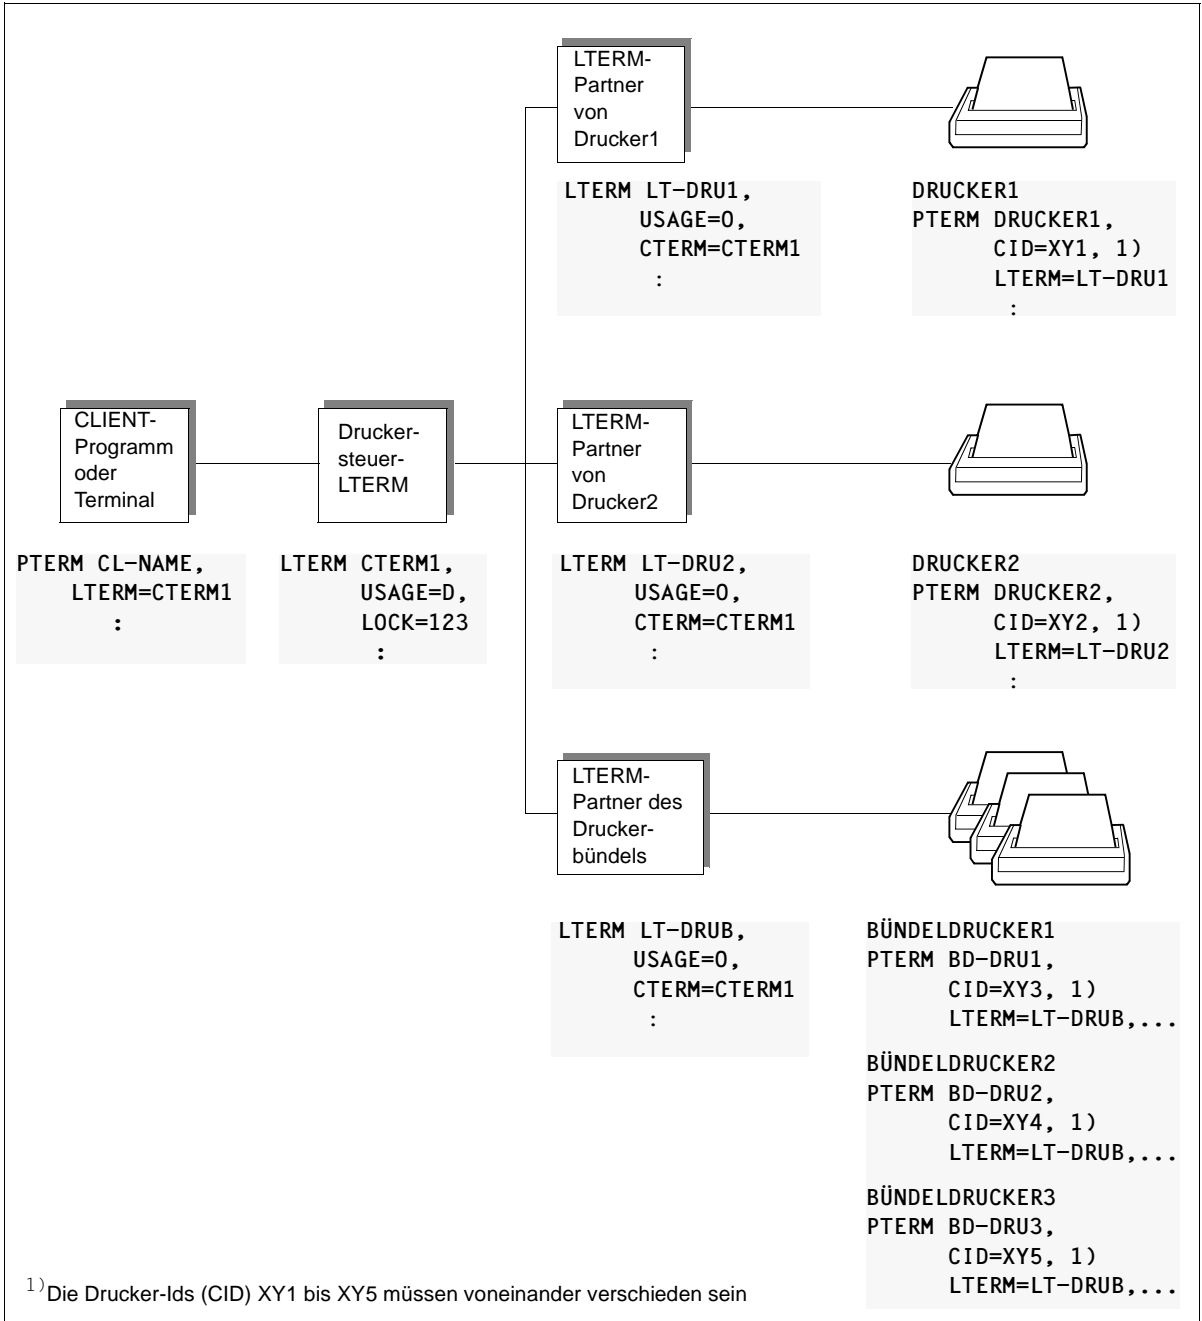 LTERM-
Partner
von
Drucker1
LTERM LT-DRU1,
USAGE=O,
CTERM=CTERM1
:
DRUCKER1
PTERM DRUCKER1,
CID=XY1, 1)
LTERM=LT-DRU1
:
CLIENT-
Programm
oder
Terminal
Drucker-
steuer-
LTERM
LTERM-
Partner
von
Drucker2
PTERM CL-NAME,
LTERM=CTERM1
:
LTERM CTERM1,
USAGE=D,
LOCK=123
:
LTERM LT-DRU2,
USAGE=O,
CTERM=CTERM1
:
DRUCKER2
PTERM DRUCKER2,
CID=XY2, 1)
LTERM=LT-DRU2
:
LTERM-
Partner des
Drucker-
bündels
LTERM LT-DRUB,
USAGE=O,
CTERM=CTERM1
:
BÜNDELDRUCKER1
PTERM BD-DRU1,
CID=XY3, 1)
LTERM=LT-DRUB,...
BÜNDELDRUCKER2
PTERM BD-DRU2,
CID=XY4, 1)
LTERM=LT-DRUB,...
BÜNDELDRUCKER3
PTERM BD-DRU3,
CID=XY5, 1)
LTERM=LT-DRUB,...
1) Die Drucker-Ids (CID) XY1 bis XY5 müssen voneinander verschieden sein